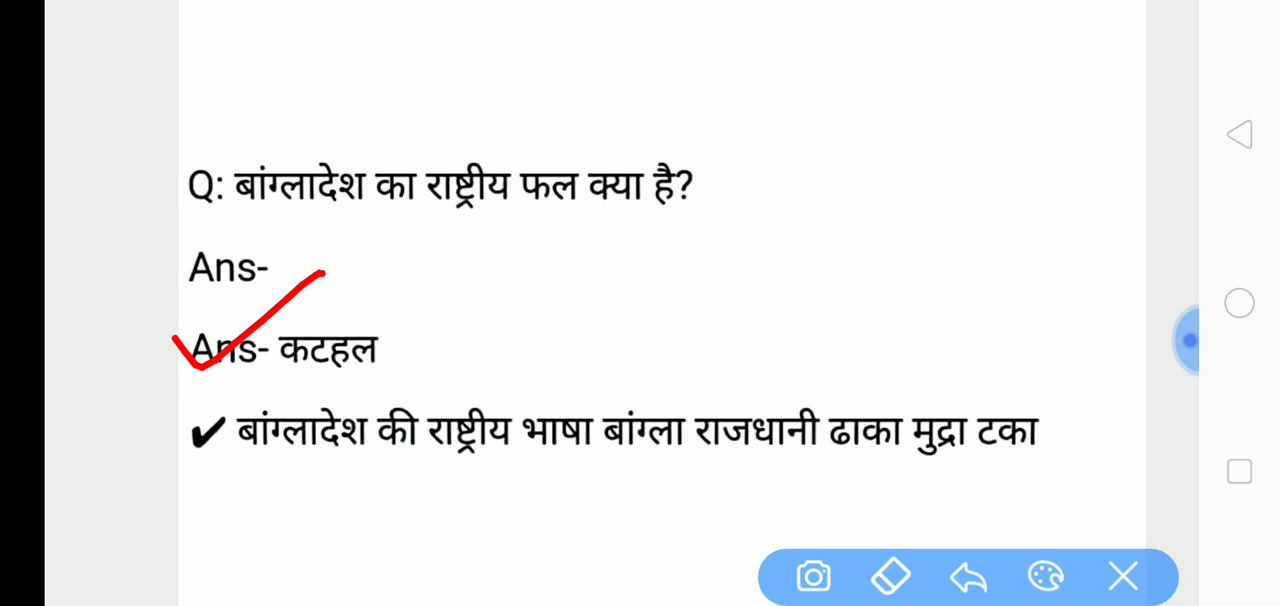 Q: बांग्लादेश का राष्ट्रीय फल क्या है?
Ans-
Ans- कटहल
✔ बांग्लादेश की राष्ट्रीय भाषा बांग्ला राजधानी ढाका मुद्रा टका